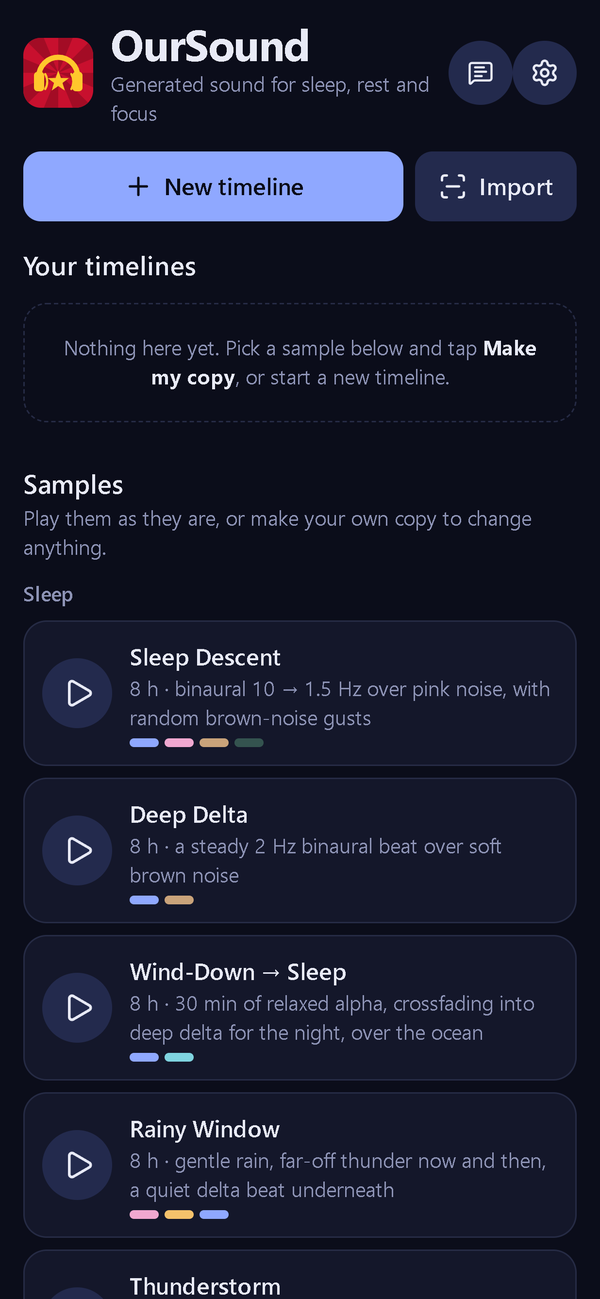 OurSound
Generated sound for sleep, rest and
focus
New timeline
Import
Your timelines
Nothing here yet. Pick a sample below and tap Make
my copy, or start a new timeline.
Samples
Play them as they are, or make your own copy to change
anything.
Sleep
Sleep Descent
8 h · binaural 10 → 1.5 Hz over pink noise, with
random brown-noise gusts
Deep Delta
8 h · a steady 2 Hz binaural beat over soft
brown noise
Wind-Down → Sleep
8 h · 30 min of relaxed alpha, crossfading into
deep delta for the night, over the ocean
Rainy Window
8 h · gentle rain, far-off thunder now and then,
a quiet delta beat underneath
Thunderstorm